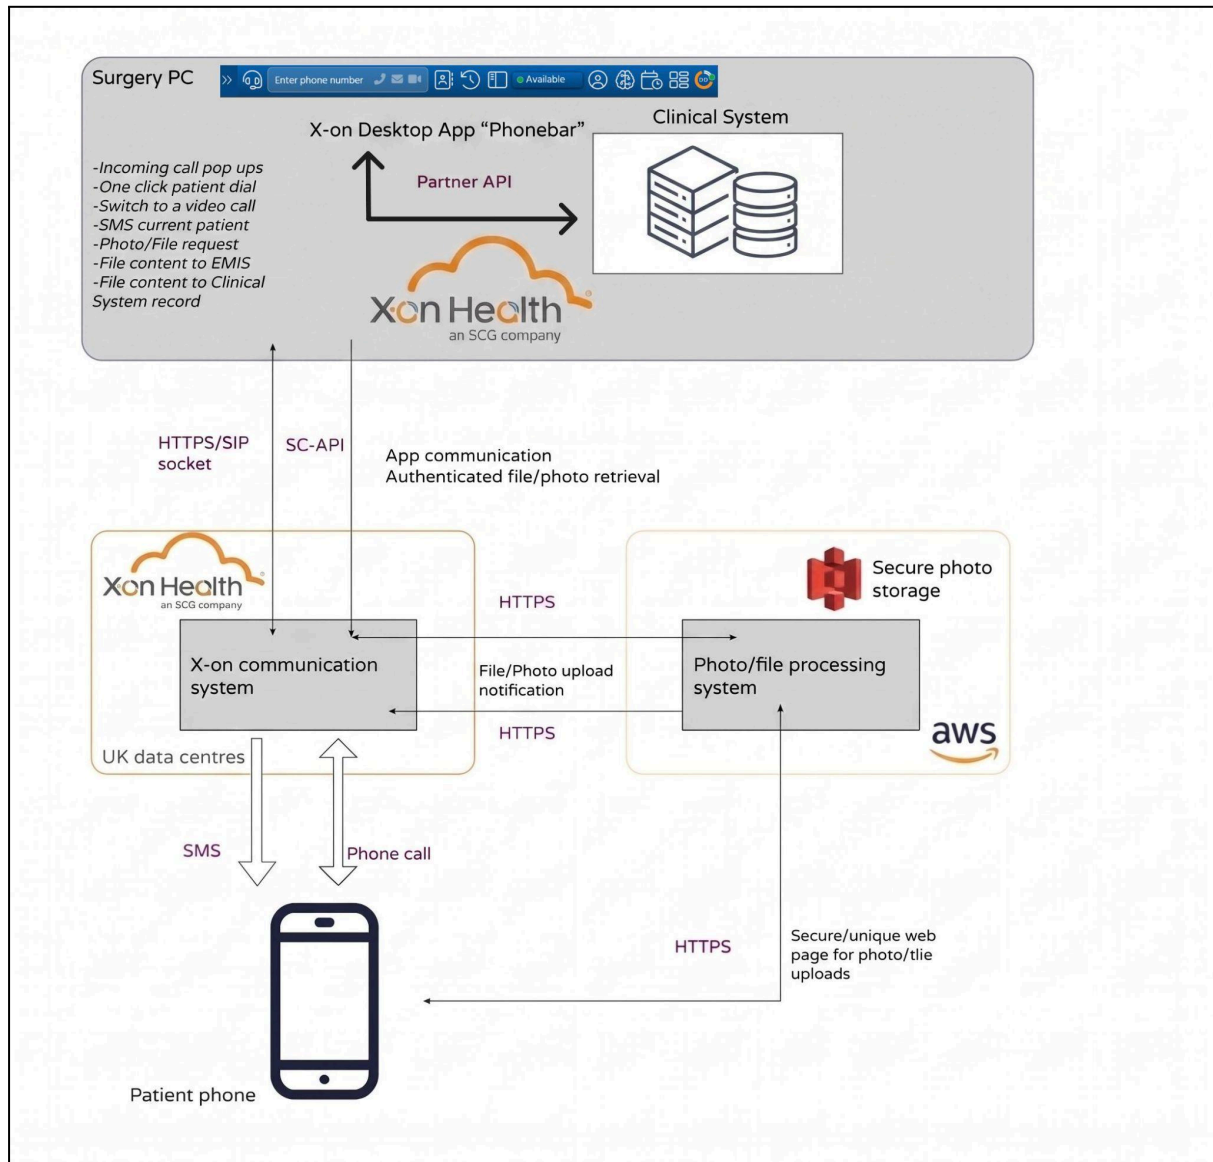 Surgery PC
Enter phone number
Available
X-on Desktop App “Phonebar”
Clinical System
Partner API
-Incoming call pop ups
-One click patient dial
-Switch to a video call
-SMS current patient
-Photo/File request
-File content to EMIS
-File content to Clinical
System record
X-on Health
an SCG company
HTTPS/SIP
socket
SC-API
App communication
Authenticated file/photo retrieval
X-on Health
an SCG company
Secure photo
storage
HTTPS
X-on communication
system
File/Photo upload
notification
Photo/file processing
system
HTTPS
aws
UK data centres
SMS
Phone call
HTTPS
Secure/unique web
page for photo/tlie
uploads
Patient phone